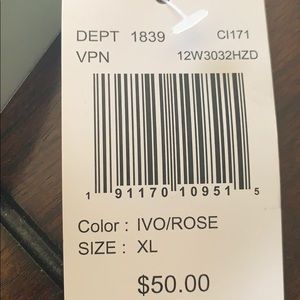 DEPT 1839 CI171
VPN 12W3032HZD
1 91170 10951 5
Color : IVO/ROSE
SIZE : XL
$50.00